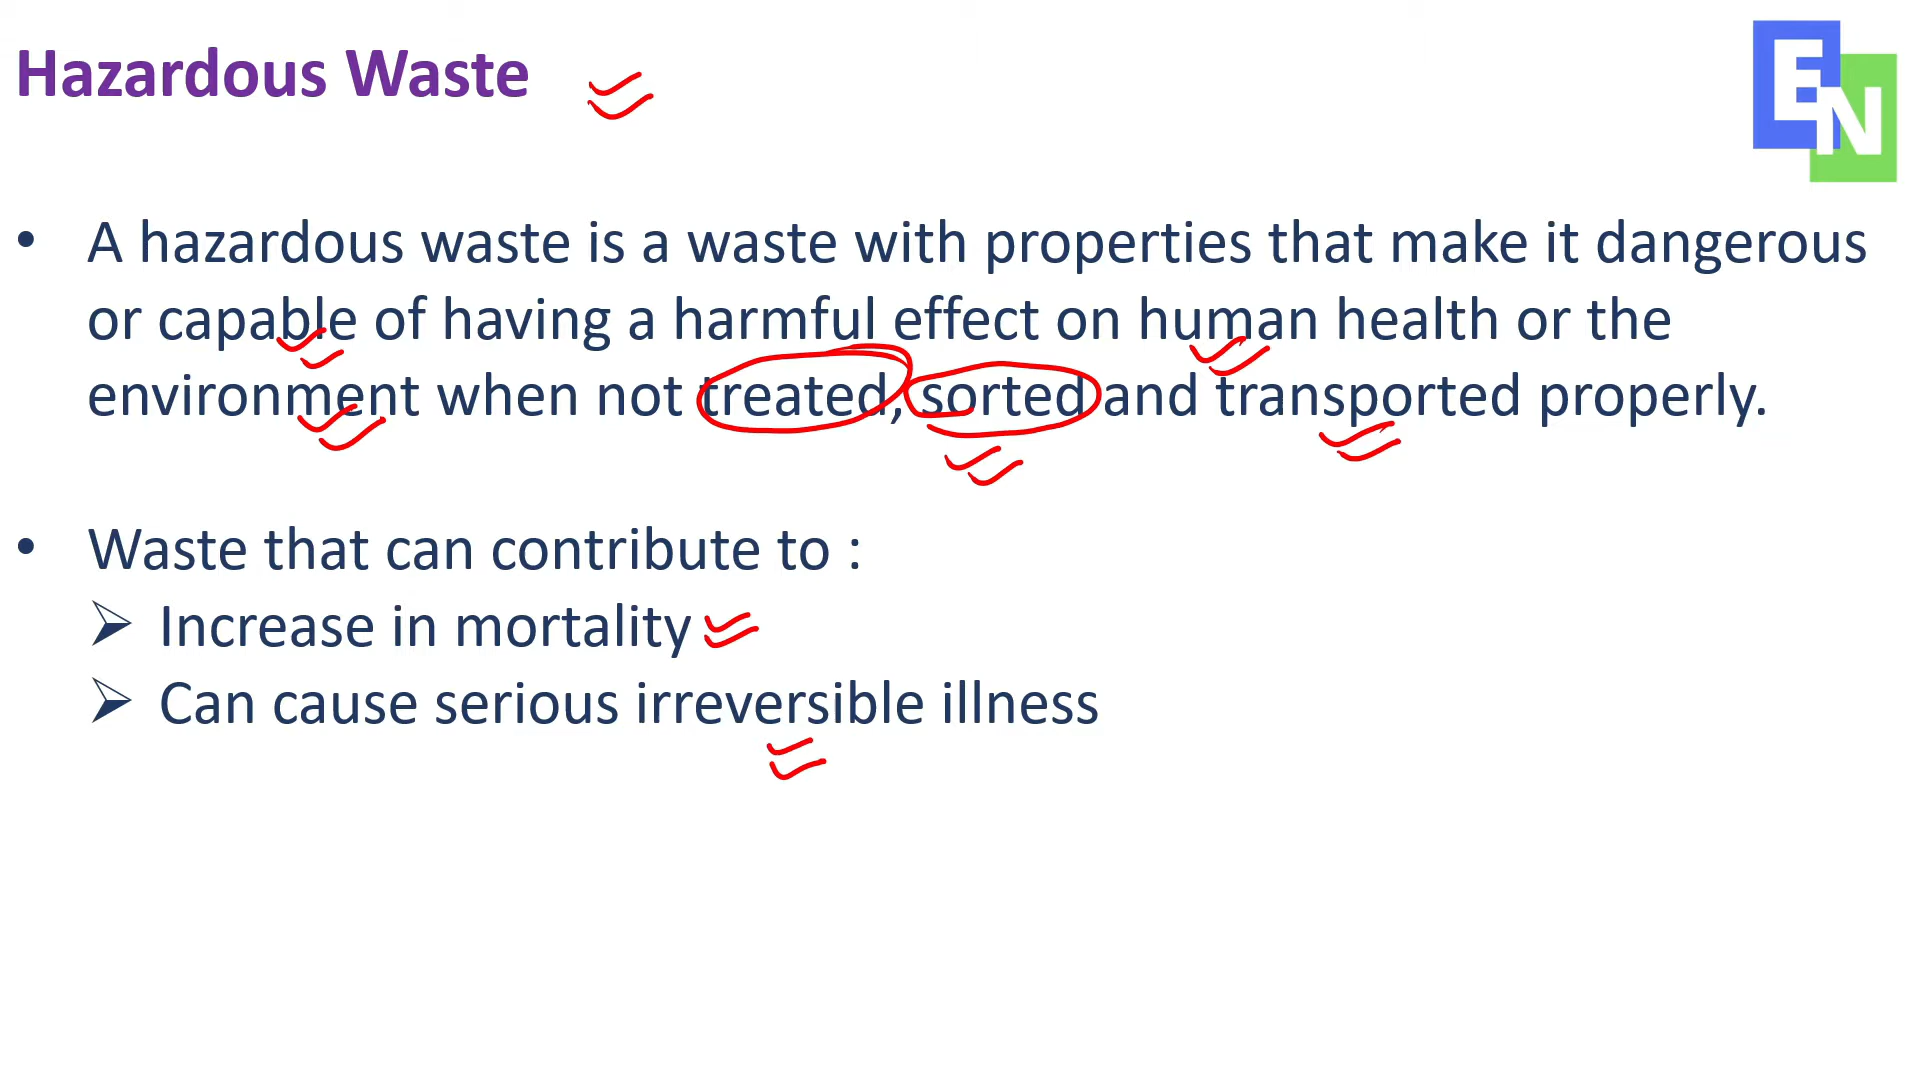 Hazardous Waste
EN
• A hazardous waste is a waste with properties that make it dangerous
or capable of having a harmful effect on human health or the
environment when not treated, sorted and transported properly.
• Waste that can contribute to :
➢ Increase in mortality
➢ Can cause serious irreversible illness